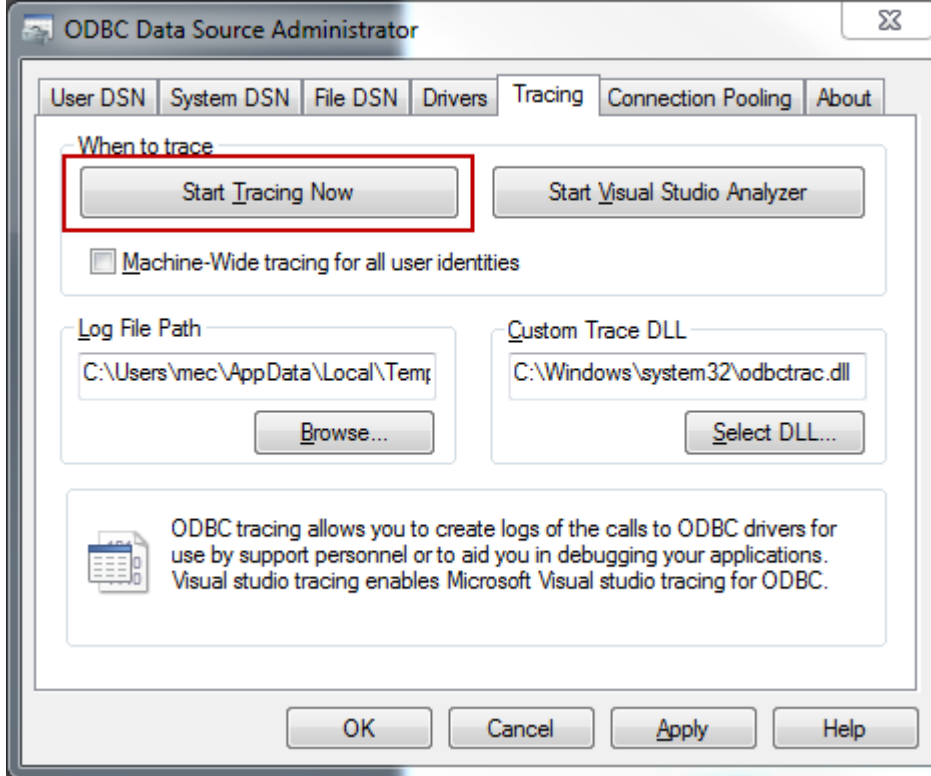 ODBC Data Source Administrator
User DSN System DSN File DSN Drivers Tracing Connection Pooling About
When to trace
Start Tracing Now Start Visual Studio Analyzer
Machine-Wide tracing for all user identities
Log File Path Custom Trace DLL
C:\Users\mec\AppData\Local\Temp C:\Windows\system32\odbctrac.dll
Browse... Select DLL...
ODBC tracing allows you to create logs of the calls to ODBC drivers for
use by support personnel or to aid you in debugging your applications.
Visual studio tracing enables Microsoft Visual studio tracing for ODBC.
OK Cancel Apply Help